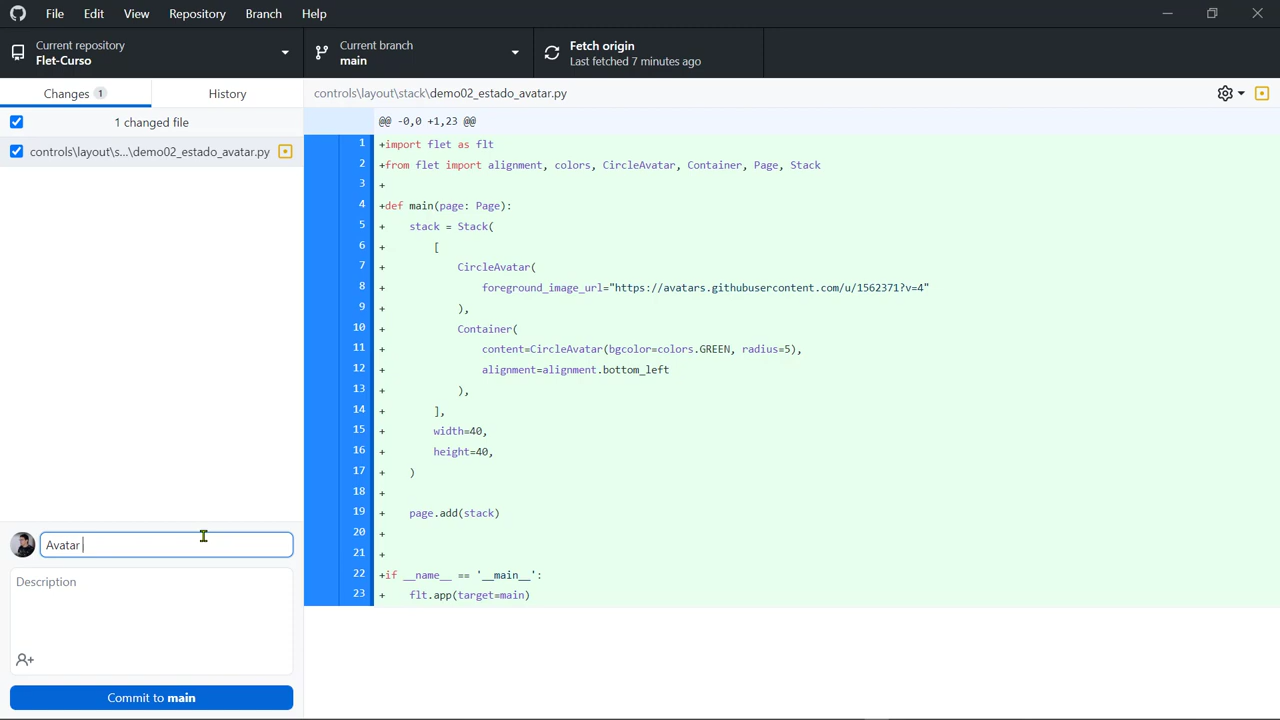 File Edit View Repository Branch Help
Current repository
Flet-Curso
Current branch
main
Fetch origin
Last fetched 7 minutes ago
Changes 1 History
1 changed file
controls\layout\s...\demo02_estado_avatar.py
Avatar
Description
Commit to main
controls\layout\stack\demo02_estado_avatar.py
@@ -0,0 +1,23 @@
1 +import flet as flt
2 +from flet import alignment, colors, CircleAvatar, Container, Page, Stack
3 +
4 +def main(page: Page):
5 +    stack = Stack(
6 +        [
7 +            CircleAvatar(
8 +                foreground_image_url="https://avatars.githubusercontent.com/u/1562371?v=4"
9 +            ),
10 +            Container(
11 +                content=CircleAvatar(bgcolor=colors.GREEN, radius=5),
12 +                alignment=alignment.bottom_left
13 +            ),
14 +        ],
15 +        width=40,
16 +        height=40,
17 +    )
18 +
19 +    page.add(stack)
20 +
21 +
22 +if __name__ == '__main__':
23 +    flt.app(target=main)